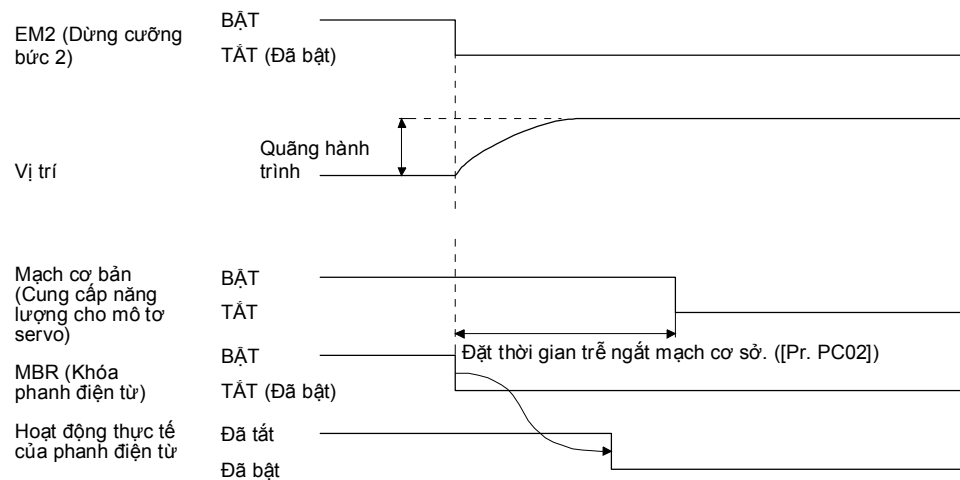 EM2 (Dừng cưỡng
bức 2)
BẬT
TẮT (Đã bật)
Vị trí
Quãng hành
trình
Mạch cơ bản
(Cung cấp năng
lượng cho mô tơ
servo)
BẬT
TẮT
Đặt thời gian trễ ngắt mạch cơ sở. ([Pr. PC02])
MBR (Khóa
phanh điện từ)
BẬT
TẮT (Đã bật)
Hoạt động thực tế
của phanh điện từ
Đã tắt
Đã bật